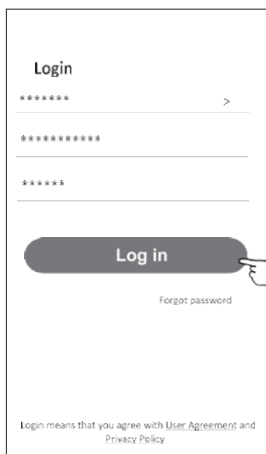 Login
******* >
***********
******
Log in
Forgot password
Login means that you agree with User Agreement and
Privacy Policy